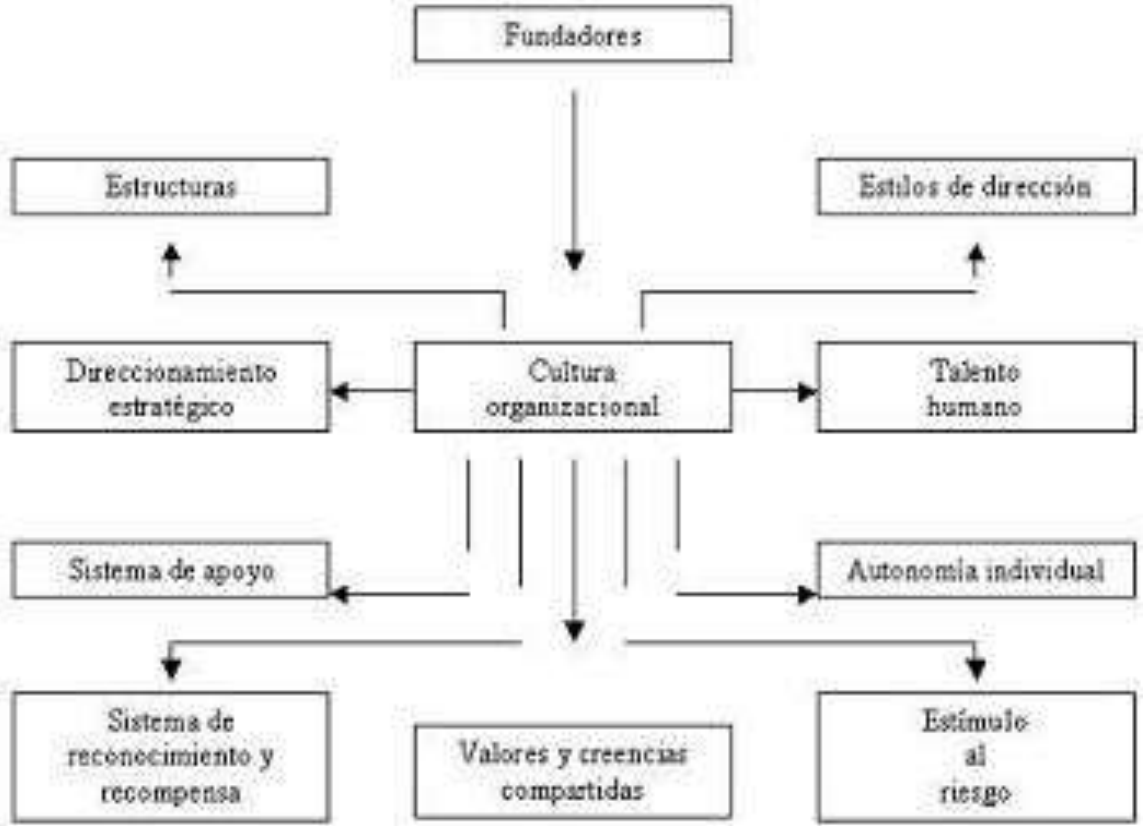 Fundadores
Estructuras
Estilos de dirección
Direccionamiento
estratégico
Cultura
organizacional
Talento
humano
Sistema de apoyo
Autonomía individual
Sistema de
reconocimiento y
recompensa
Valores y creencias
compartidas
Estímulo
al
riesgo